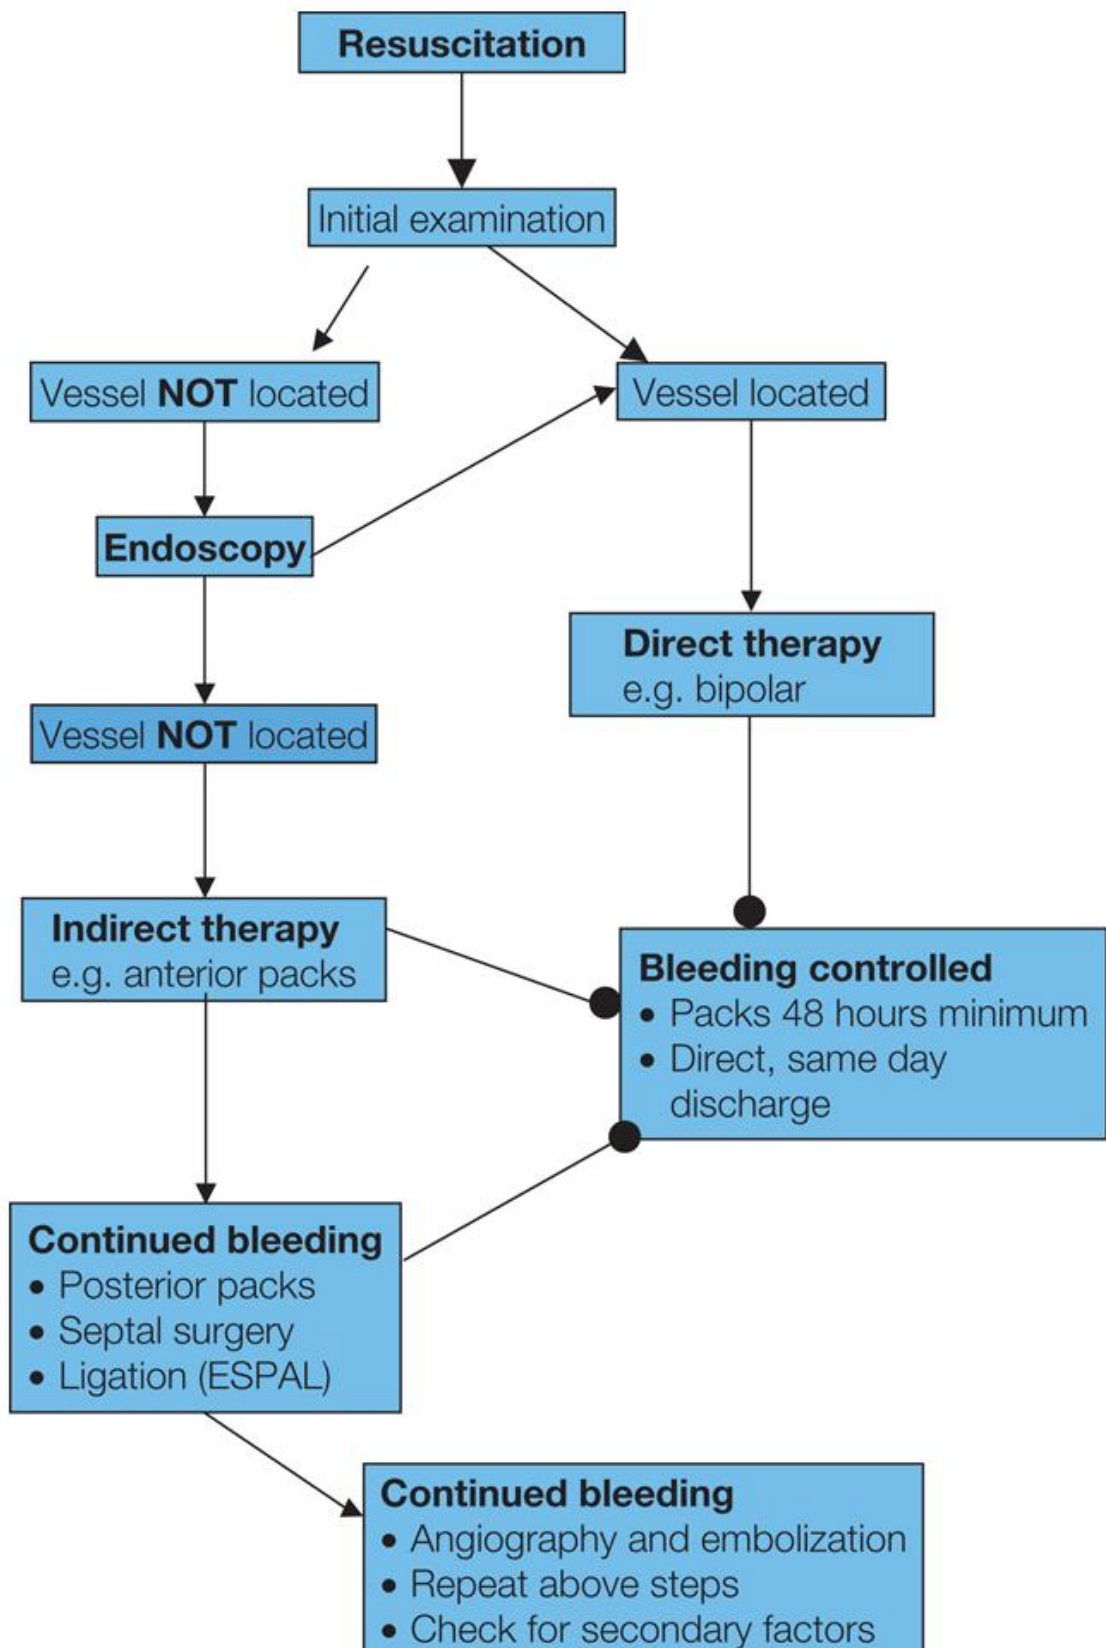 Resuscitation
Initial examination
Vessel NOT located
Vessel located
Endoscopy
Direct therapy
e.g. bipolar
Vessel NOT located
Indirect therapy
e.g. anterior packs
Bleeding controlled
• Packs 48 hours minimum
• Direct, same day
discharge
Continued bleeding
• Posterior packs
• Septal surgery
• Ligation (ESPAL)
Continued bleeding
• Angiography and embolization
• Repeat above steps
• Check for secondary factors